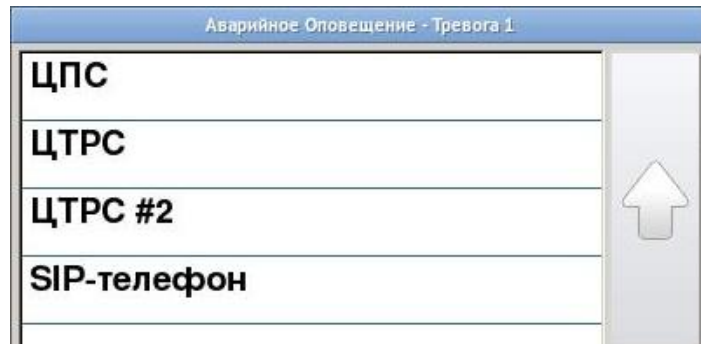 Аварийное Оповещение - Тревога 1
ЦПС
ЦТРС
ЦТРС #2
SIP-телефон